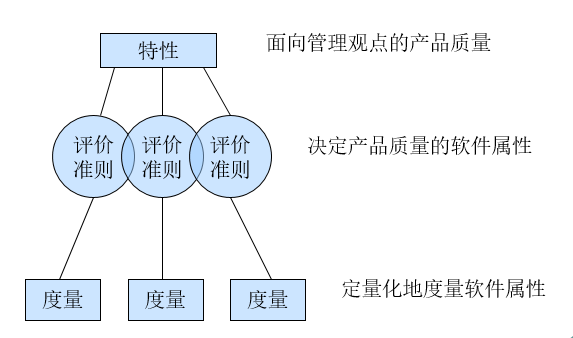 特性
面向管理观点的产品质量
评价
准则
评价
准则
评价
准则
决定产品质量的软件属性
度量
度量
度量
定量化地度量软件属性